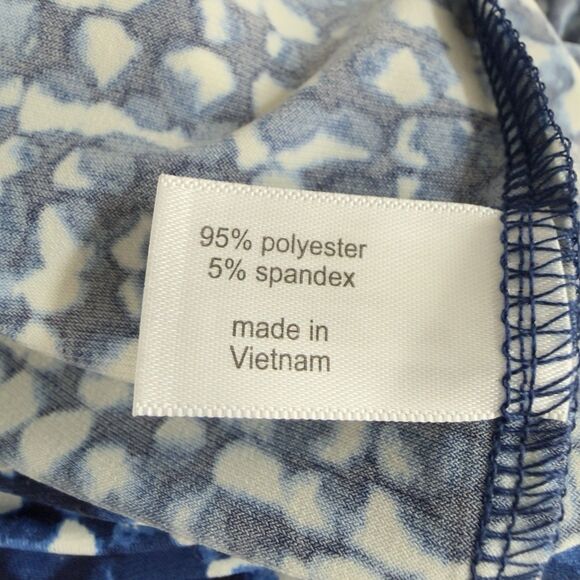 95% polyester
5% spandex
made in
Vietnam